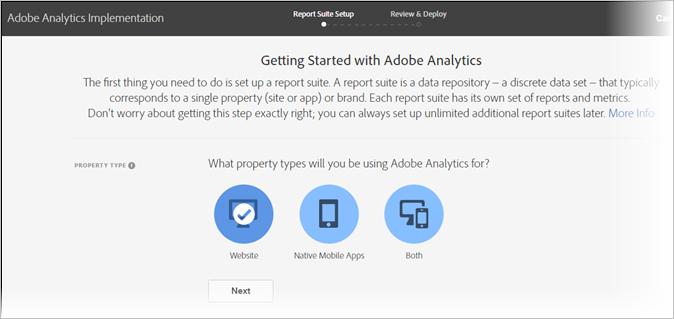 Adobe Analytics Implementation
Report Suite Setup
Review & Deploy
Getting Started with Adobe Analytics
The first thing you need to do is set up a report suite. A report suite is a data repository – a discrete data set – that typically
corresponds to a single property (site or app) or brand. Each report suite has its own set of reports and metrics.
Don't worry about getting this step exactly right; you can always set up unlimited additional report suites later. More Info
PROPERTY TYPE
What property types will you be using Adobe Analytics for?
Website
Native Mobile Apps
Both
Next